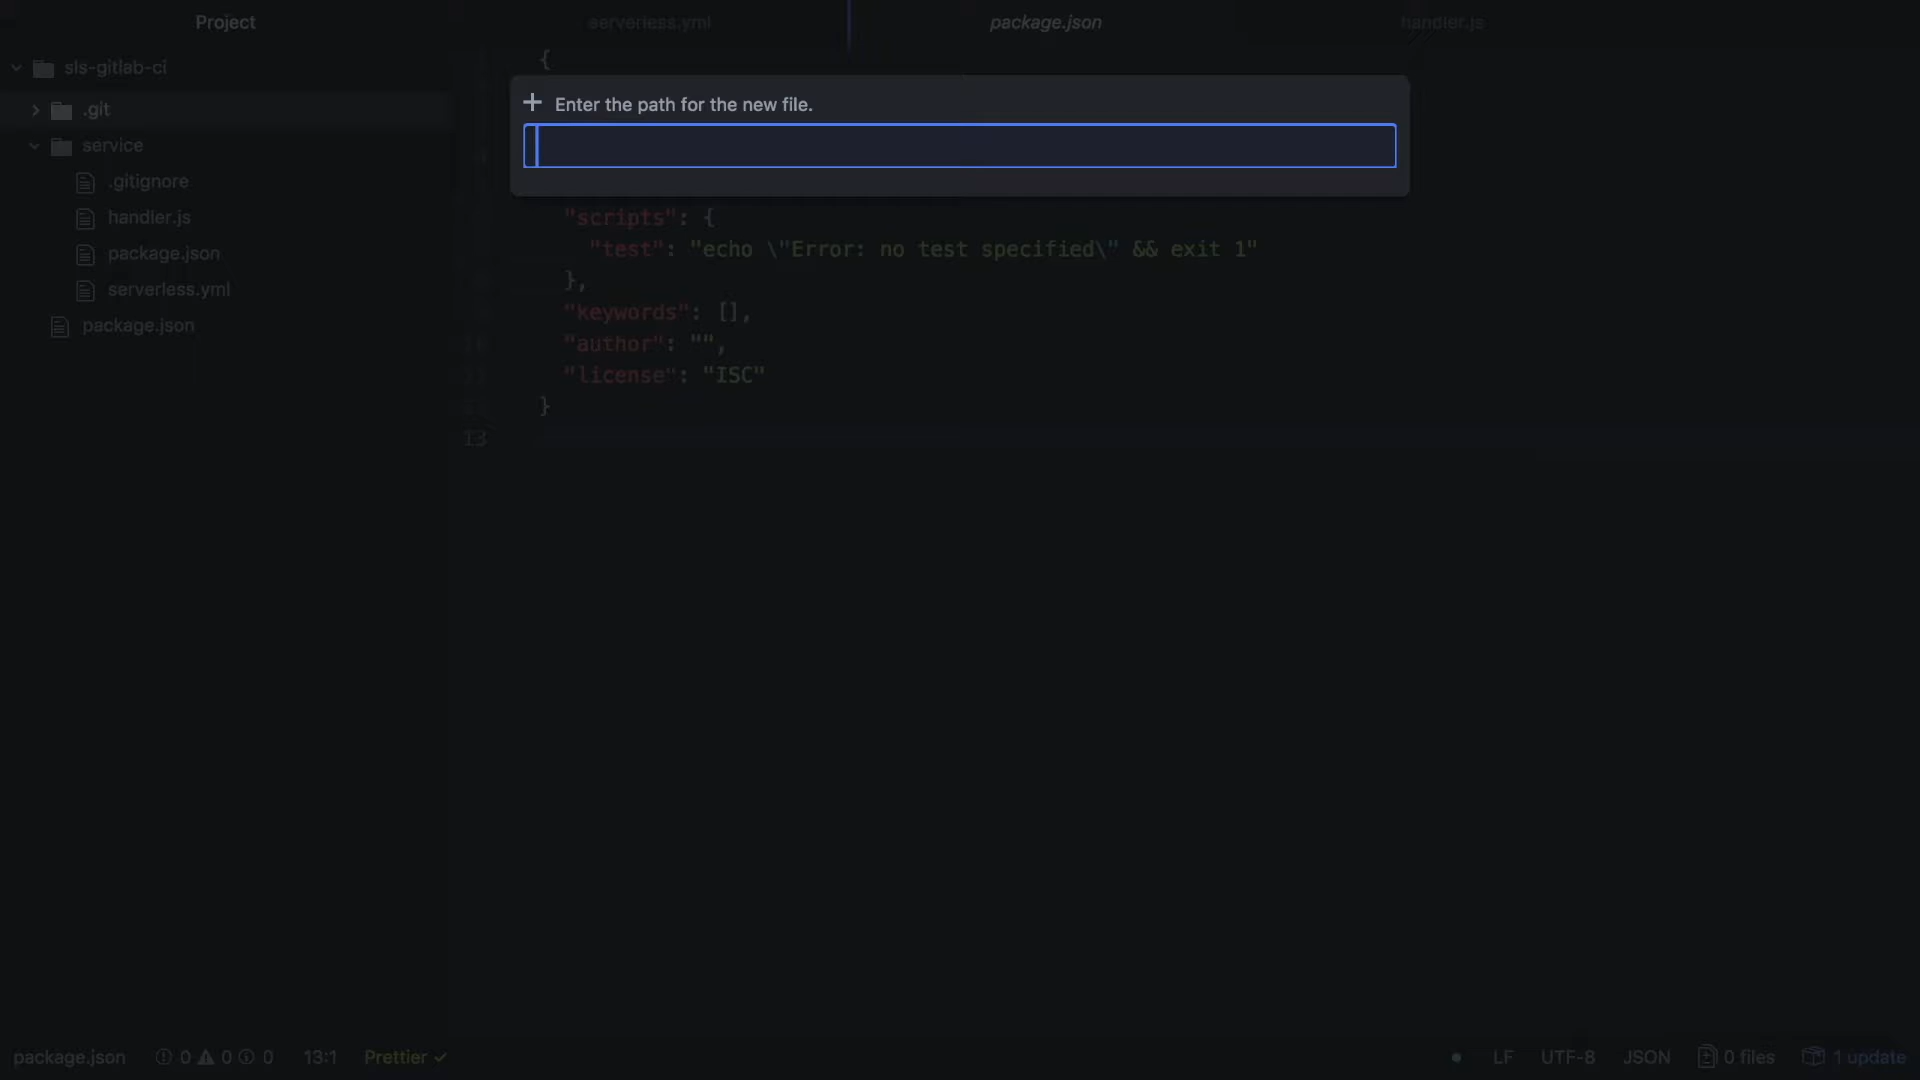 Project
serverless.yml
package.json
handler.js
sls-gitlab-ci
.git
service
.gitignore
handler.js
package.json
serverless.yml
package.json
Enter the path for the new file.
{
"scripts": {
"test": "echo \"Error: no test specified\" && exit 1"
},
"keywords": [],
"author": "",
"license": "ISC"
}
13
package.json 0 0 0 13:1 Prettier ✓
LF UTF-8 JSON 0 files 1 update